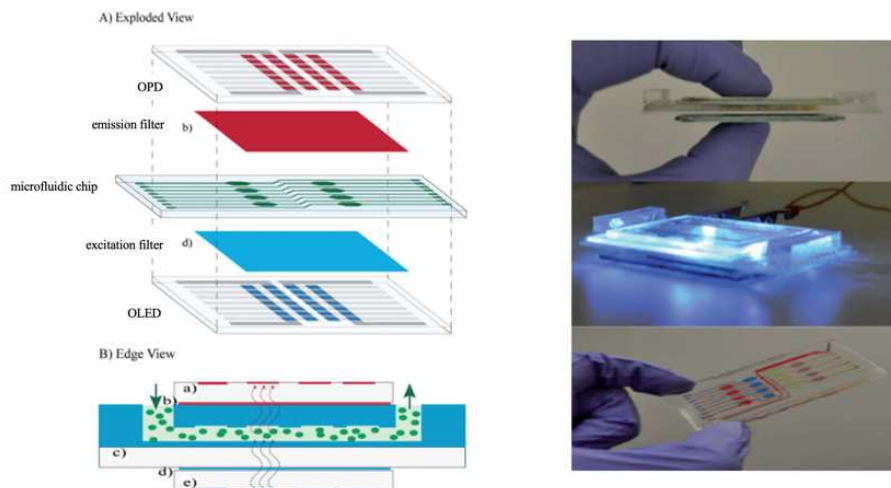 A) Exploded View
OPD
emission filter
b)
microfluidic chip
excitation filter
d)
OLED
B) Edge View
a)
b)
c)
d)
e)